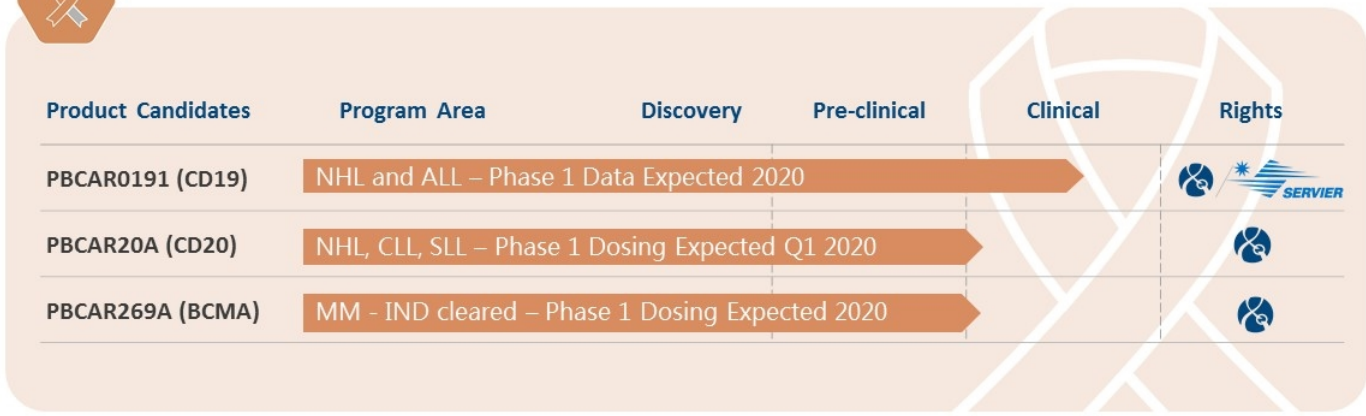 Product Candidates Program Area Discovery Pre-clinical Clinical Rights
PBCAR0191 (CD19) NHL and ALL – Phase 1 Data Expected 2020 SERVIER
PBCAR20A (CD20) NHL, CLL, SLL – Phase 1 Dosing Expected Q1 2020
PBCAR269A (BCMA) MM - IND cleared – Phase 1 Dosing Expected 2020